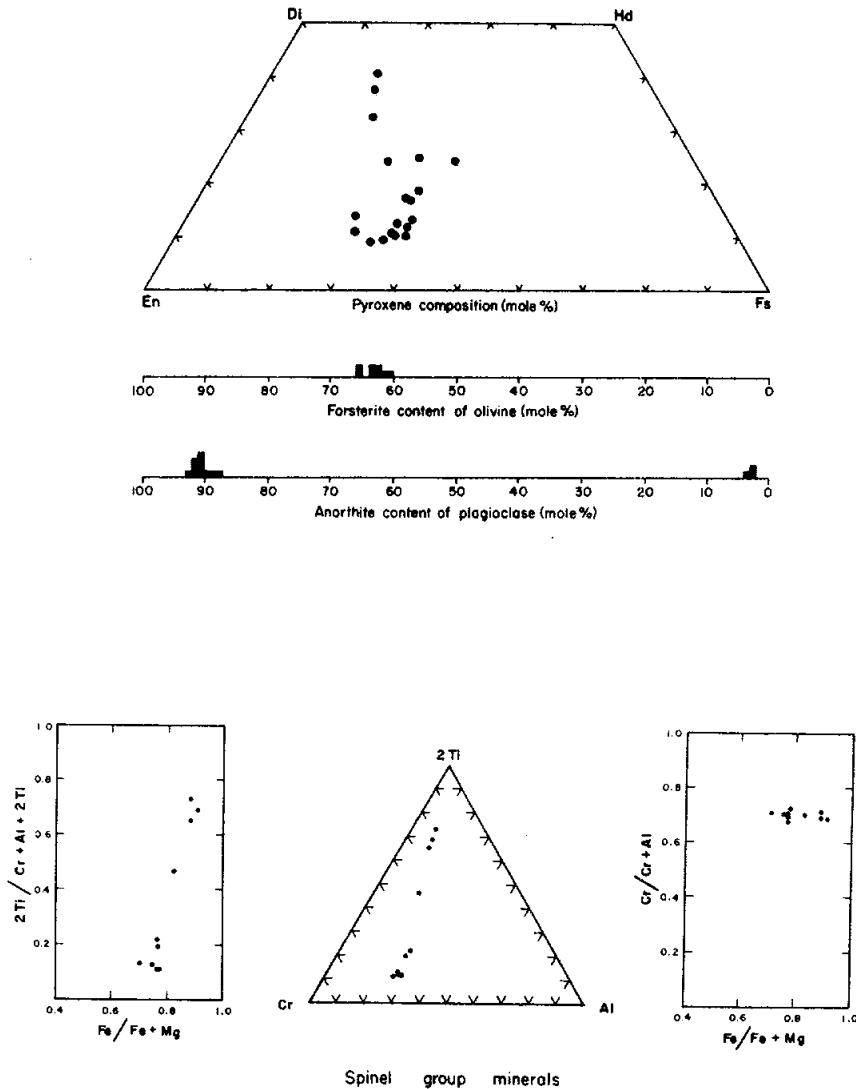 Di Hd
En Pyroxene composition (mole %) Fs
100 90 80 70 60 50 40 30 20 10 0
Forsterite content of olivine (mole %)
100 90 80 70 60 50 40 30 20 10 0
Anorthite content of plagioclase (mole %)
1.0
0.8
0.6
0.4
0.2
0.4 0.6 0.8 1.0
2Ti / Cr + Al + 2Ti
Fe / Fe + Mg
2 Ti
Cr Al
1.0
0.8
0.6
0.4
0.2
0
0.4 0.6 0.8 1.0
Cr / Cr + Al
Fe / Fe + Mg
Spinel group minerals